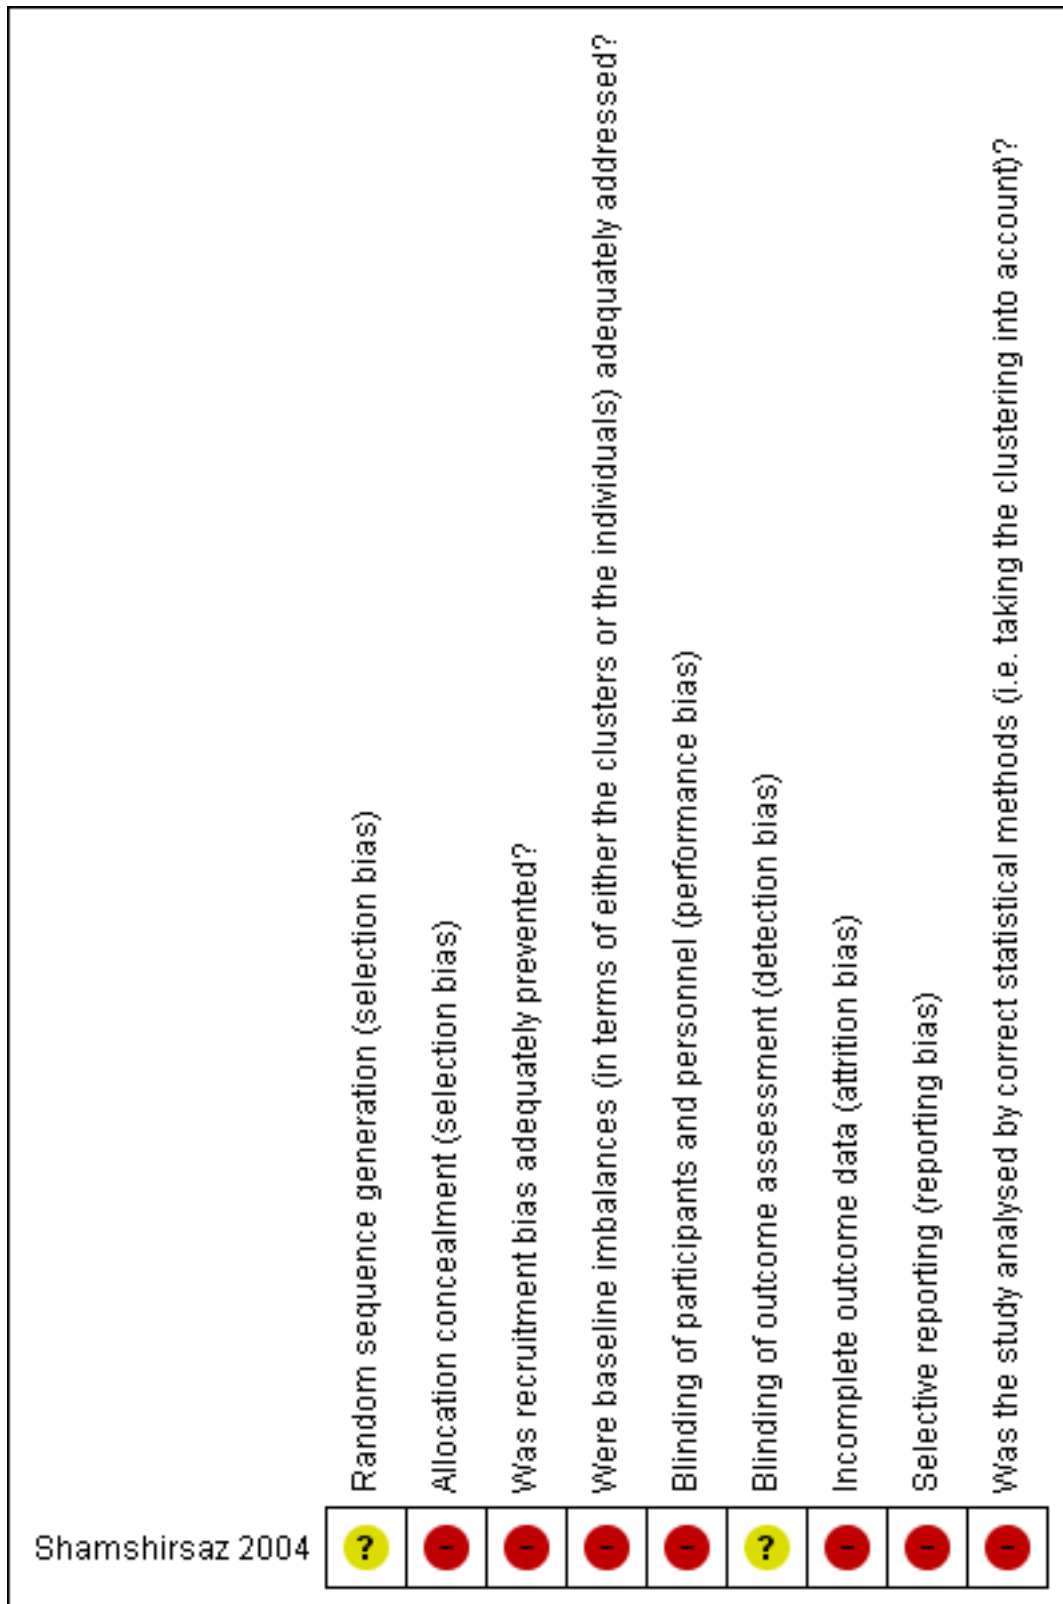 Random sequence generation (selection bias)
Allocation concealment (selection bias)
Was recruitment bias adequately prevented?
Were baseline imbalances (in terms of either the clusters or the individuals) adequately addressed?
Blinding of participants and personnel (performance bias)
Blinding of outcome assessment (detection bias)
Incomplete outcome data (attrition bias)
Selective reporting (reporting bias)
Was the study analysed by correct statistical methods (i.e. taking the clustering into account)?
Shamshirsaz 2004 ? - - - - ? - - -